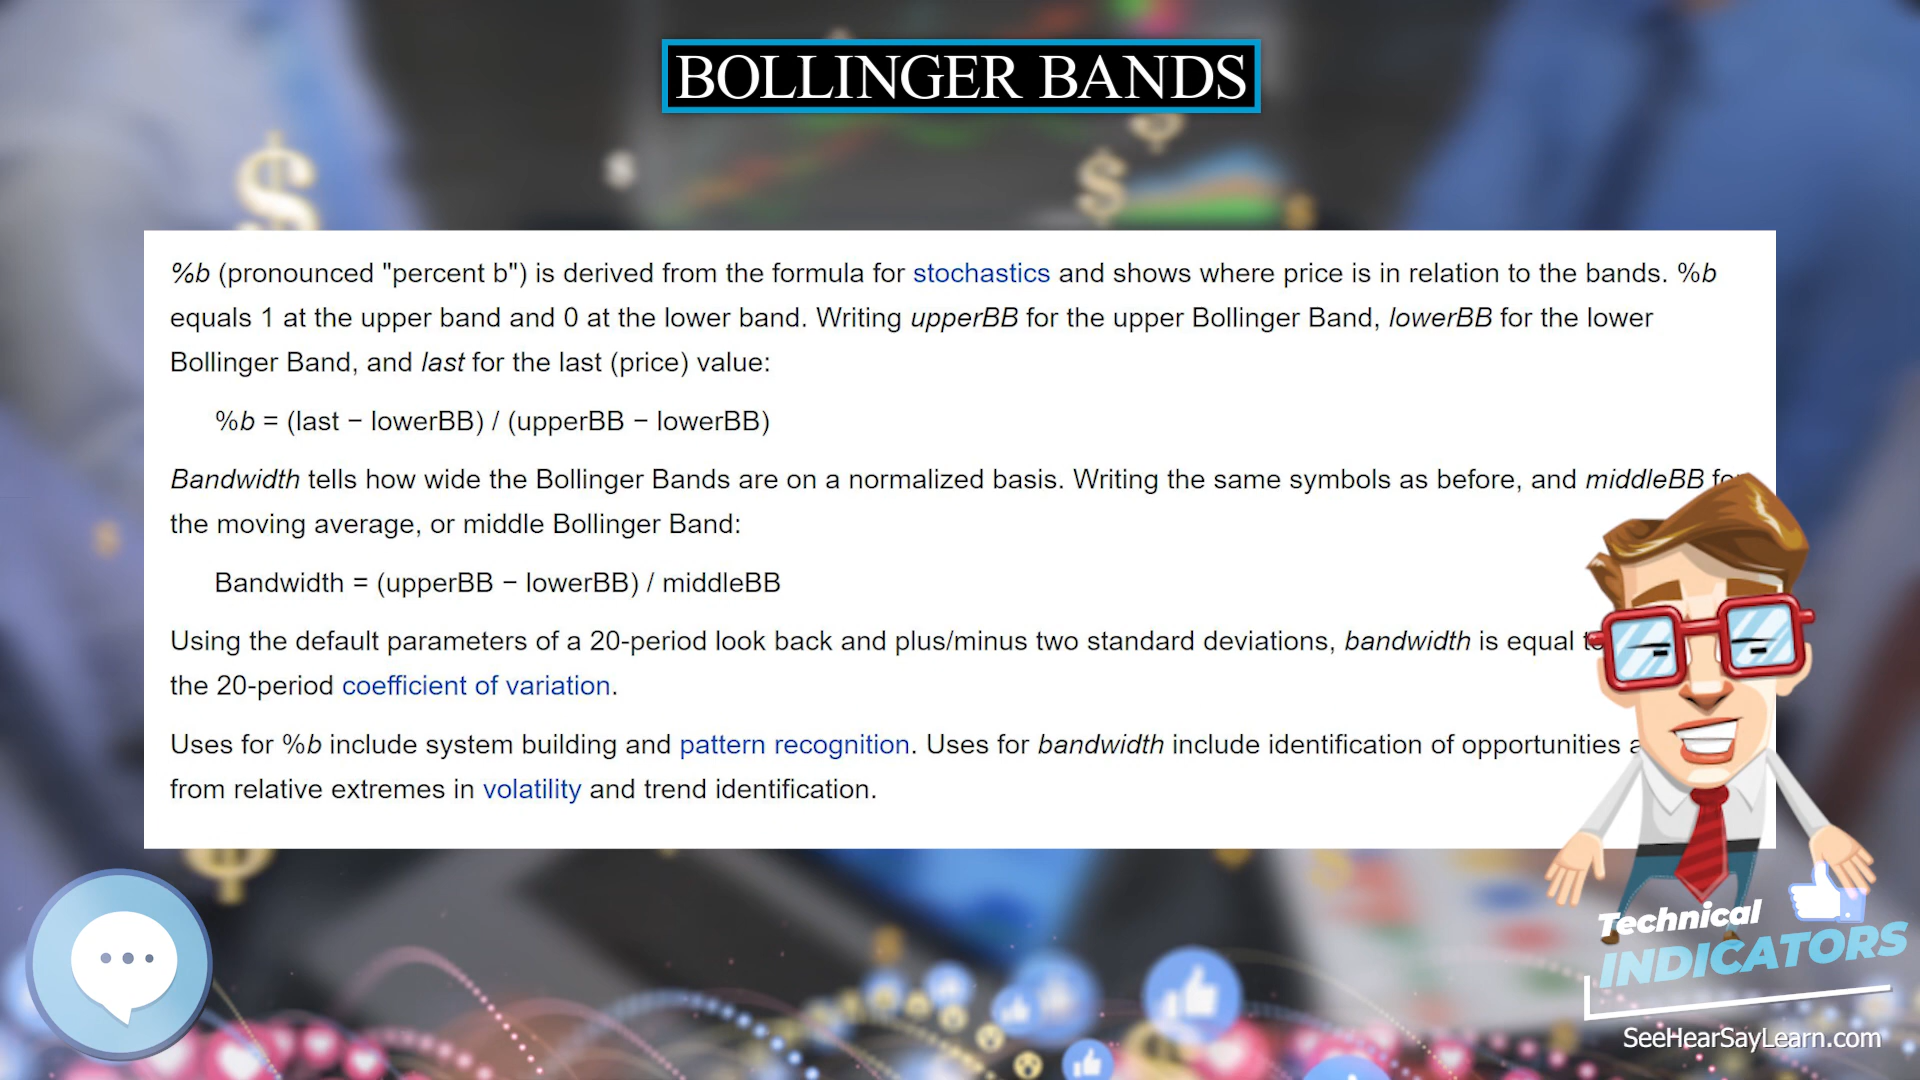 BOLLINGER BANDS
%b (pronounced "percent b") is derived from the formula for stochastics and shows where price is in relation to the bands. %b
equals 1 at the upper band and 0 at the lower band. Writing upperBB for the upper Bollinger Band, lowerBB for the lower
Bollinger Band, and last for the last (price) value:
%b = (last − lowerBB) / (upperBB − lowerBB)
Bandwidth tells how wide the Bollinger Bands are on a normalized basis. Writing the same symbols as before, and middleBB
the moving average, or middle Bollinger Band:
Bandwidth = (upperBB − lowerBB) / middleBB
Using the default parameters of a 20-period look back and plus/minus two standard deviations, bandwidth is equal
the 20-period coefficient of variation.
Uses for %b include system building and pattern recognition. Uses for bandwidth include identification of opportunities
from relative extremes in volatility and trend identification.
Technical
INDICATORS
SeeHearSayLearn.com